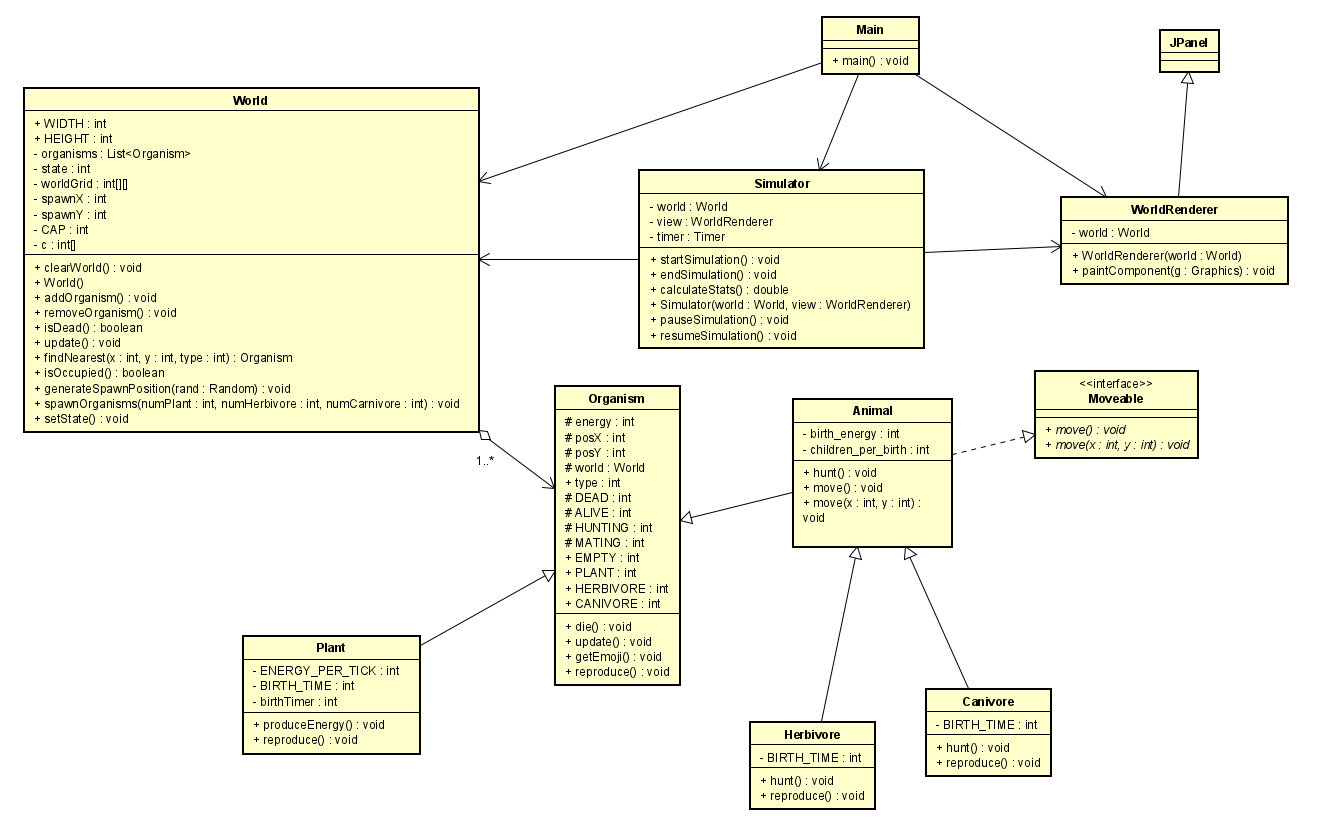 Main
+ main() : void
JPanel
World
+ WIDTH : int
+ HEIGHT : int
- organisms : List<Organism>
- state : int
- worldGrid : int[][]
- spawnX : int
- spawnY : int
- CAP : int
- c : int[]
+ clearWorld() : void
+ World()
+ addOrganism() : void
+ removeOrganism() : void
+ isDead() : boolean
+ update() : void
+ findNearest(x : int, y : int, type : int) : Organism
+ isOccupied() : boolean
+ generateSpawnPosition(rand : Random) : void
+ spawnOrganisms(numPlant : int, numHerbivore : int, numCarnivore : int) : void
+ setState() : void
Simulator
- world : World
- view : WorldRenderer
- timer : Timer
+ startSimulation() : void
+ endSimulation() : void
+ calculateStats() : double
+ Simulator(world : World, view : WorldRenderer)
+ pauseSimulation() : void
+ resumeSimulation() : void
WorldRenderer
- world : World
+ WorldRenderer(world : World)
+ paintComponent(g : Graphics) : void
1..*
Organism
# energy : int
# posX : int
# posY : int
# world : World
+ type : int
# DEAD : int
# ALIVE : int
# HUNTING : int
# MATING : int
+ EMPTY : int
+ PLANT : int
+ HERBIVORE : int
+ CANIVORE : int
+ die() : void
+ update() : void
+ getEmoji() : void
+ reproduce() : void
Animal
- birth_energy : int
- children_per_birth : int
+ hunt() : void
+ move() : void
+ move(x : int, y : int) :
void
<<interface>>
Moveable
+ move() : void
+ move(x : int, y : int) : void
Plant
- ENERGY_PER_TICK : int
- BIRTH_TIME : int
- birthTimer : int
+ produceEnergy() : void
+ reproduce() : void
Herbivore
- BIRTH_TIME : int
+ hunt() : void
+ reproduce() : void
Canivore
- BIRTH_TIME : int
+ hunt() : void
+ reproduce() : void